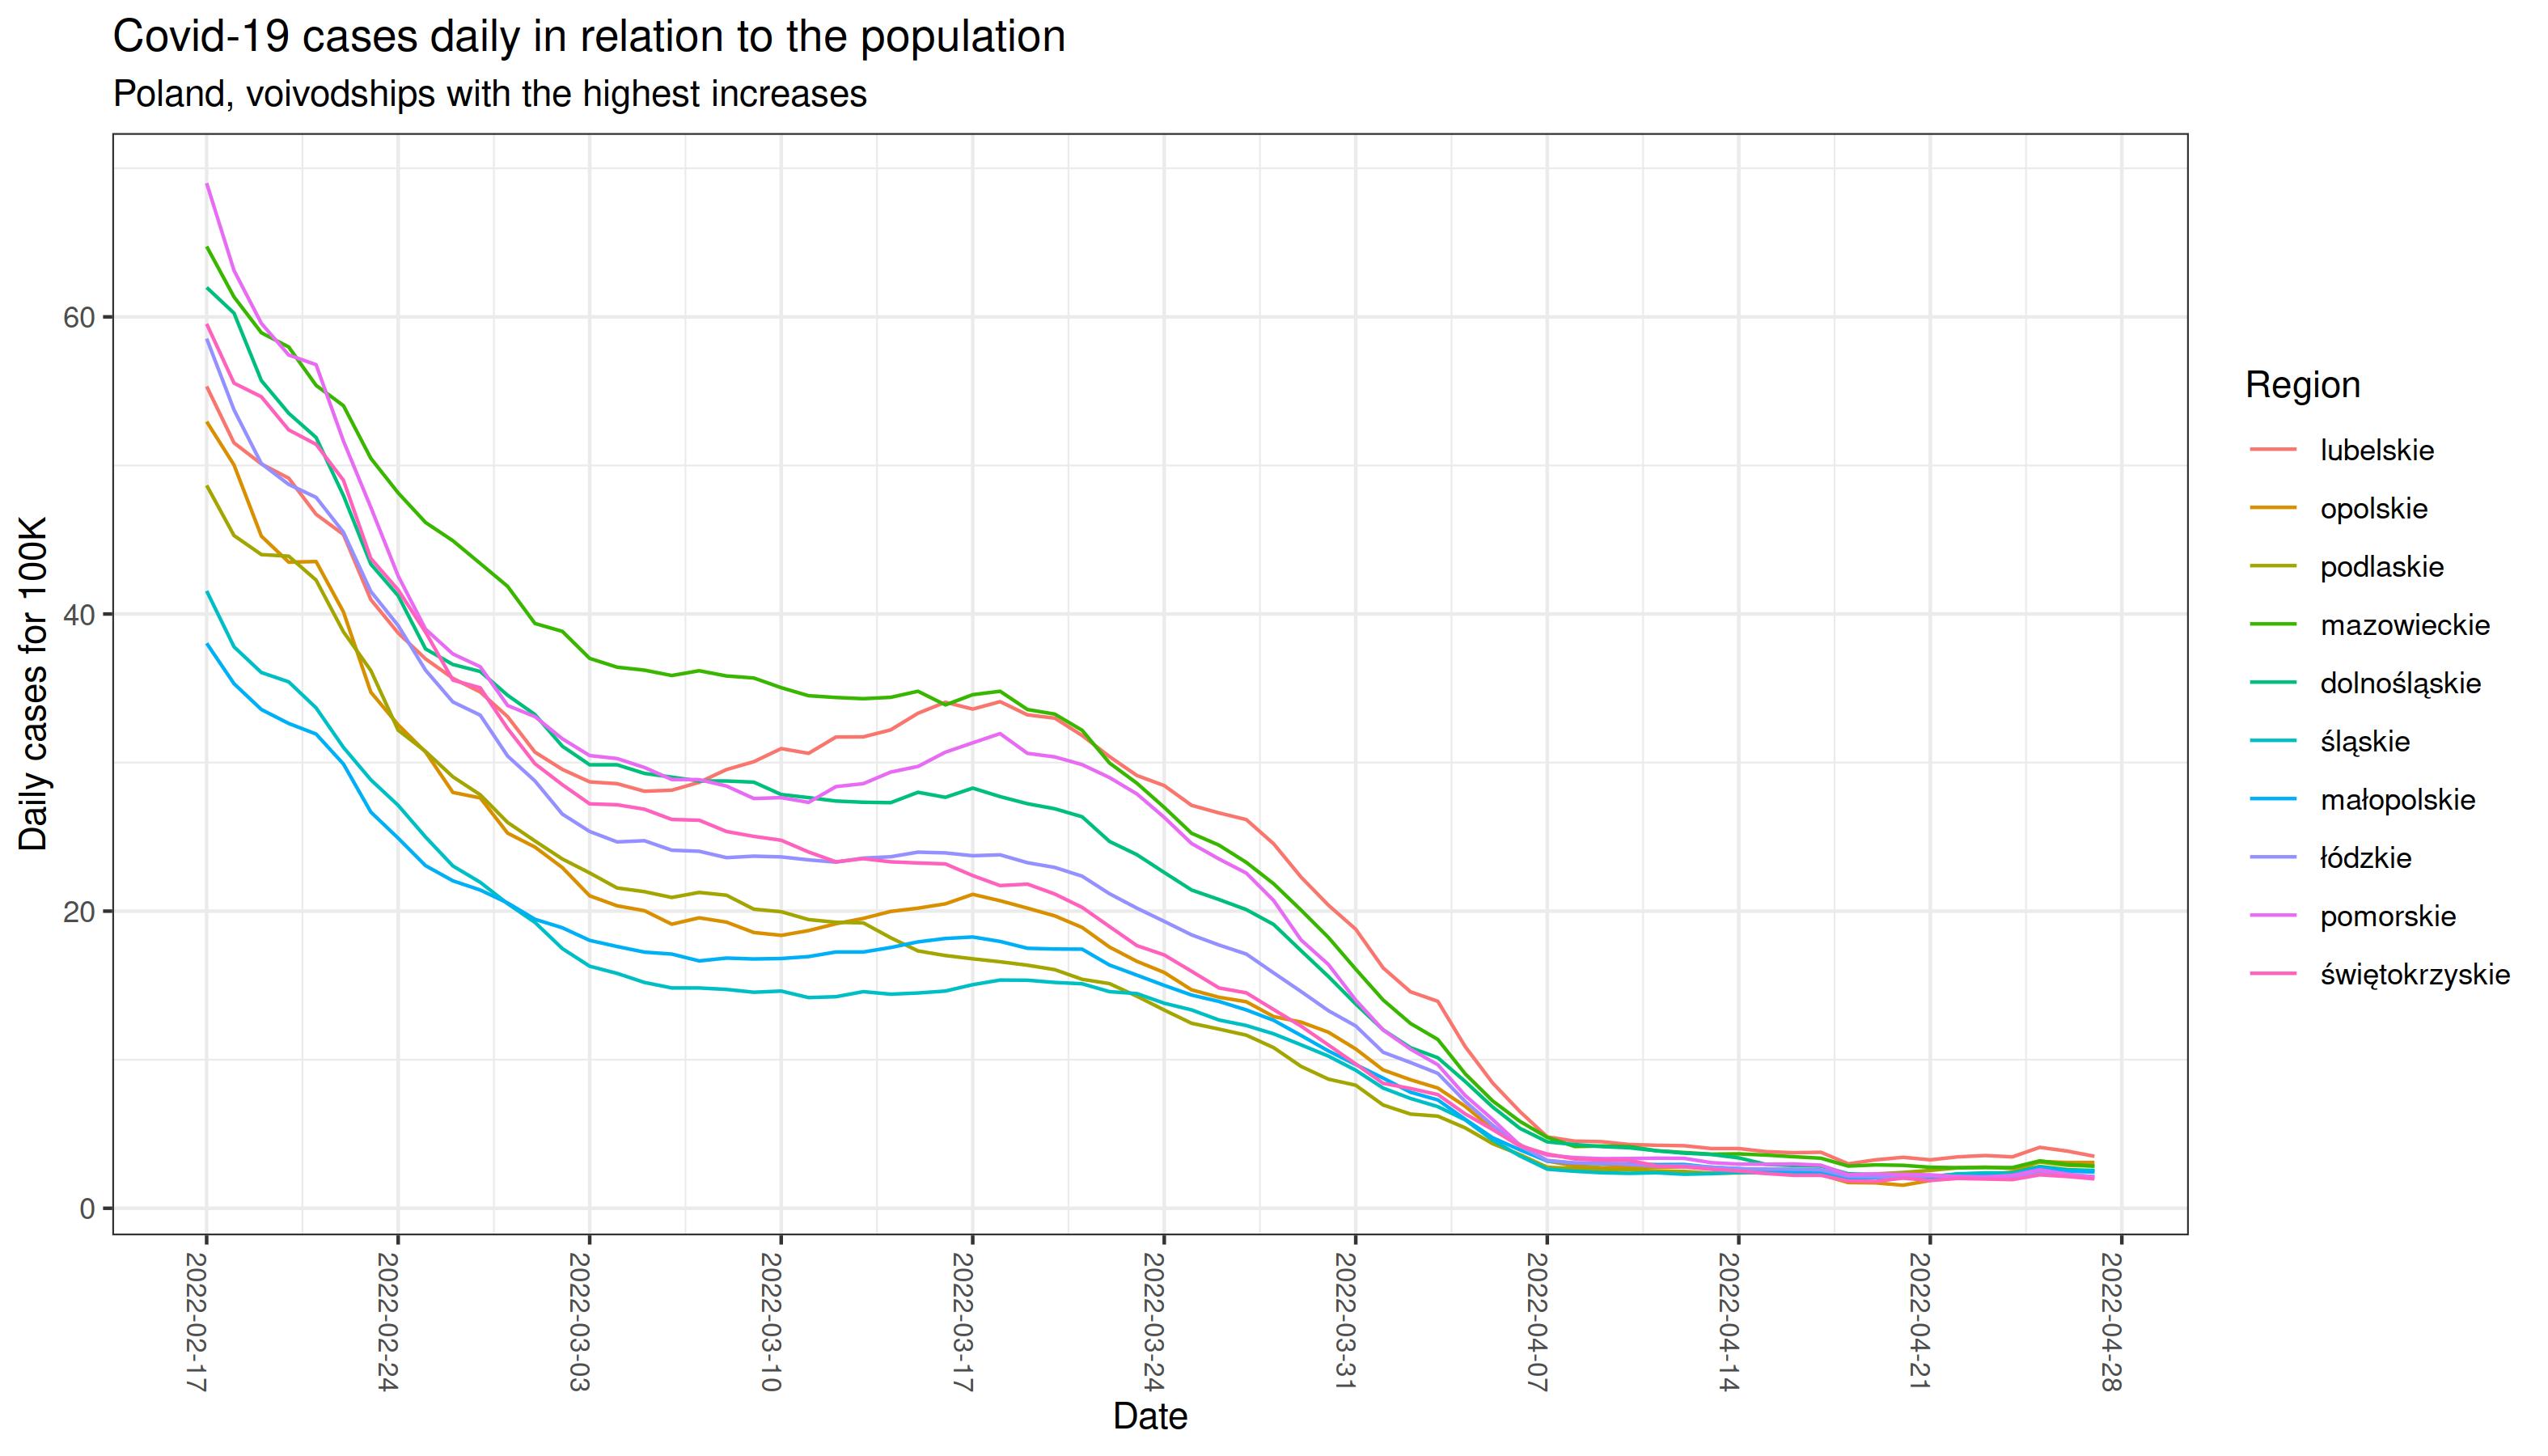 Covid-19 cases daily in relation to the population
Poland, voivodships with the highest increases
Daily cases for 100K
60
40
20
0
2022-02-17
2022-02-24
2022-03-03
2022-03-10
2022-03-17
2022-03-24
2022-03-31
2022-04-07
2022-04-14
2022-04-21
2022-04-28
Date
Region
lubelskie
opolskie
podlaskie
mazowieckie
dolnośląskie
śląskie
małopolskie
łódzkie
pomorskie
świętokrzyskie